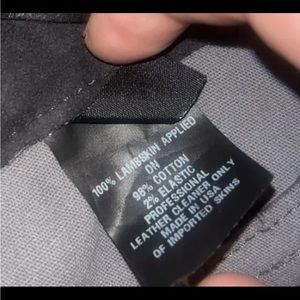 100% LAMBSKIN APPLIED
ON
98% COTTON
2% ELASTIC
PROFESSIONAL
LEATHER CLEANER ONLY
MADE IN USA
OF IMPORTED SKINS